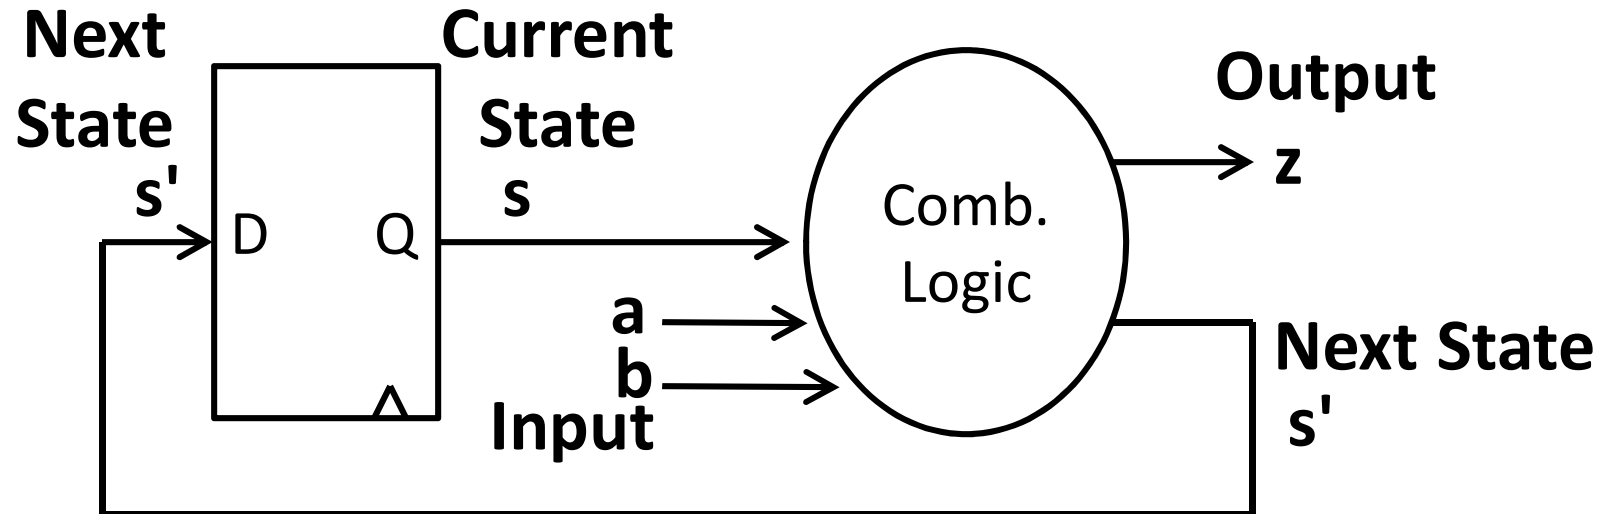 Next
State
s'
Current
State
s
D
Q
a
b
Input
Comb.
Logic
Output
z
Next State
s'